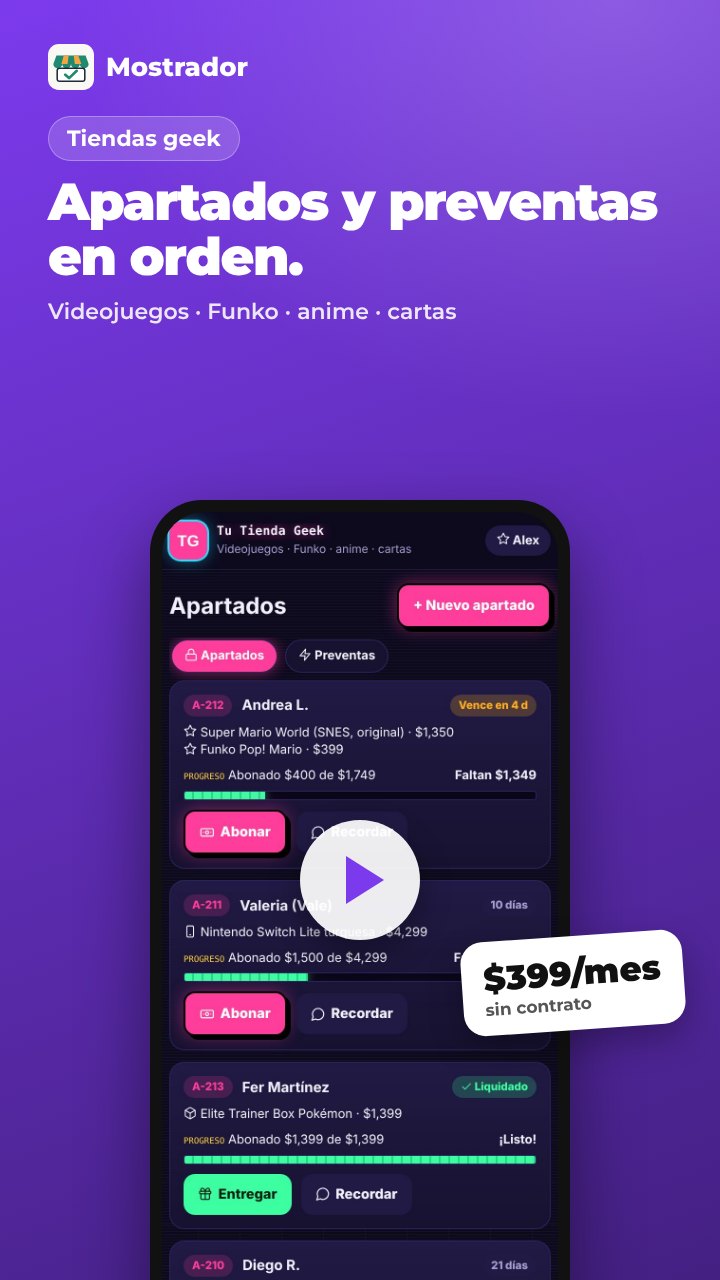 Mostrador
Tiendas geek
Apartados y preventas
en orden.
Videojuegos · Funko · anime · cartas
TG
Tu Tienda Geek
Videojuegos · Funko · anime · cartas
Alex
Apartados
+ Nuevo apartado
Apartados
Preventas
A-212
Andrea L.
Vence en 4 d
Super Mario World (SNES, original) · $1,350
Funko Pop! Mario · $399
PROGRESO Abonado $400 de $1,749
Faltan $1,349
Abonar
Recordar
A-211
Valeria (Vale)
10 días
Nintendo Switch Lite turquesa · $4,299
PROGRESO Abonado $1,500 de $4,299
Abonar
Recordar
$399/mes
sin contrato
A-213
Fer Martínez
Liquidado
Elite Trainer Box Pokémon · $1,399
PROGRESO Abonado $1,399 de $1,399
¡Listo!
Entregar
Recordar
A-210
Diego R.
21 días